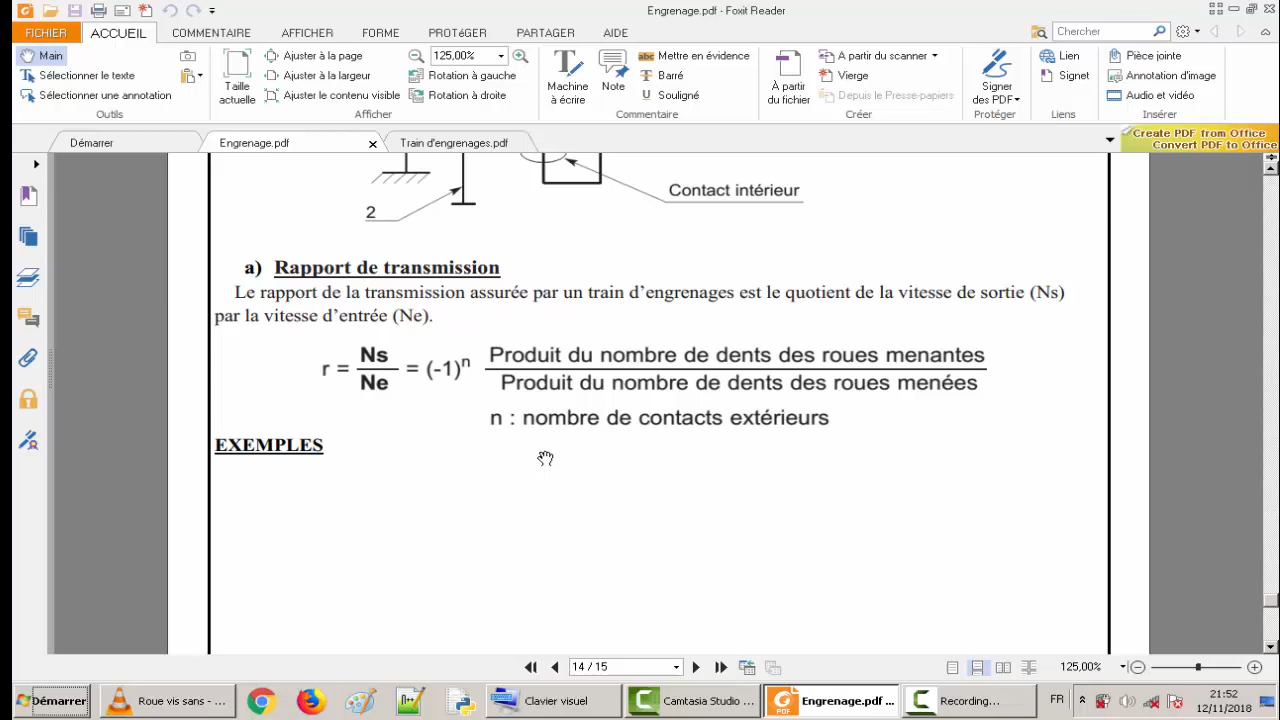 Engrenage.pdf - Foxit Reader
FICHIER ACCUEIL COMMENTAIRE AFFICHER FORME PROTéGER PARTAGER AIDE Chercher
Main
Sélectionner le texte
Sélectionner une annotation
Outils
Taille actuelle
Ajuster à la page
Ajuster à la largeur
Ajuster le contenu visible
125,00%
Rotation à gauche
Rotation à droite
Afficher
Machine à écrire
Note
Mettre en évidence
Barré
Souligné
Commentaire
A partir du fichier
A partir du scanner
Vierge
Depuis le Presse-papiers
Créer
Signer des PDF
Protéger
Lien
Signet
Liens
Pièce jointe
Annotation d'image
Audio et vidéo
Insérer
Démarrer Engrenage.pdf Train d'engrenages.pdf
Create PDF from Office
Convert PDF to Office
Contact intérieur
2
a) Rapport de transmission
Le rapport de la transmission assurée par un train d'engrenages est le quotient de la vitesse de sortie (Ns)
par la vitesse d'entrée (Ne).
r = Ns / Ne = (-1)^n Produit du nombre de dents des roues menantes / Produit du nombre de dents des roues menées
n : nombre de contacts extérieurs
EXEMPLES
14 / 15 125,00%
Démarrer Roue vis sans - ... Clavier visuel Camtasia Studio ... Engrenage.pdf ... Recording... FR 21:52
12/11/2018